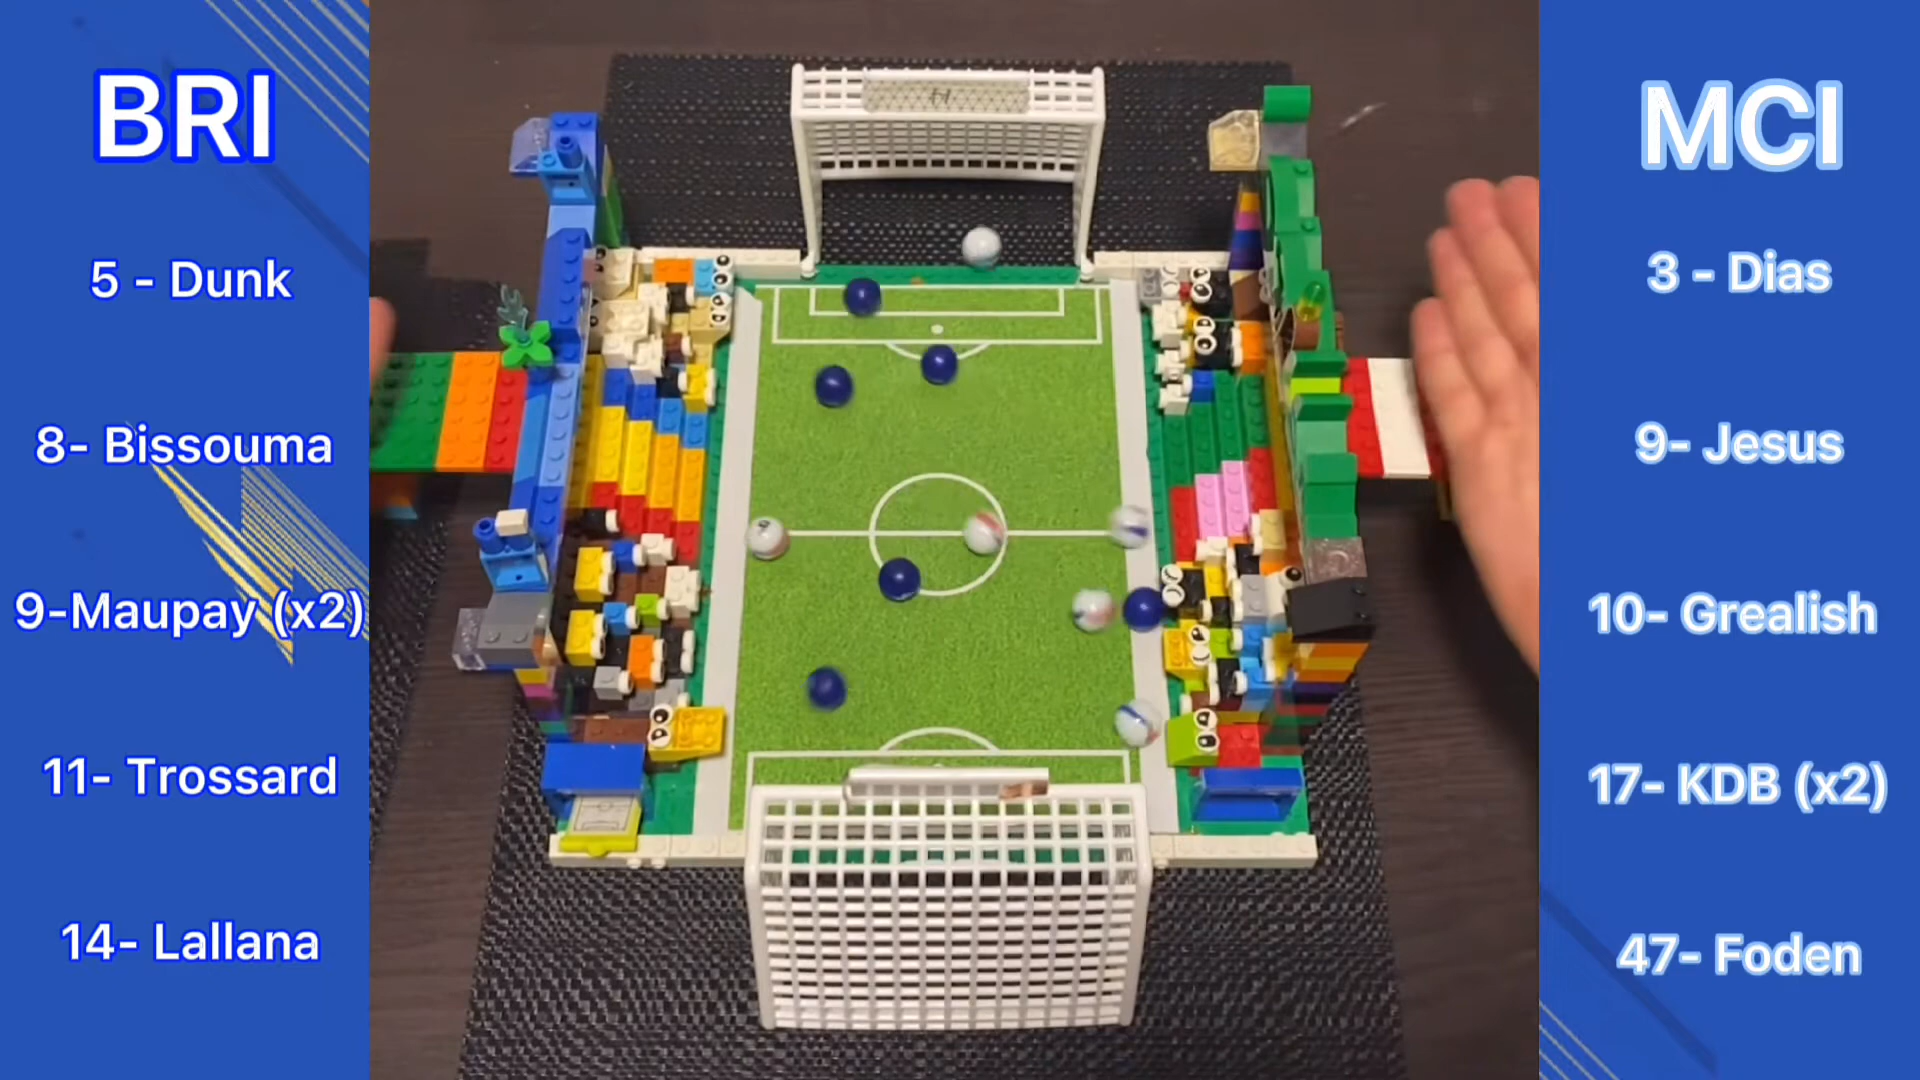 BRI
5 - Dunk
8- Bissouma
9-Maupay (x2)
11- Trossard
14- Lallana
MCI
3 - Dias
9- Jesus
10- Grealish
17- KDB (x2)
47- Foden